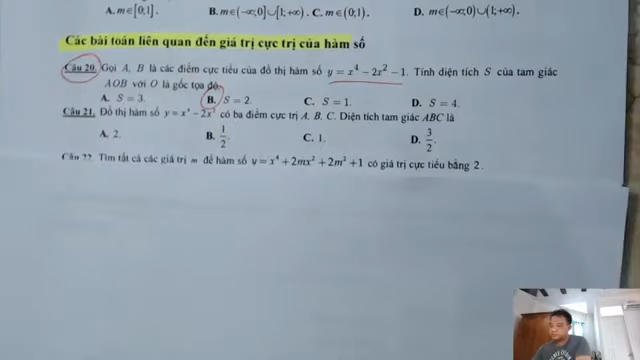 A. m∈[0;1].  B. m∈(−∞;0]∪[1;+∞).  C. m∈(0;1).  D. m∈(−∞;0)∪(1;+∞).
Các bài toán liên quan đến giá trị cực trị của hàm số
Câu 20. Gọi A, B là các điểm cực tiểu của đồ thị hàm số y = x⁴ − 2x² − 1. Tính diện tích S của tam giác
AOB với O là gốc tọa độ.
A. S = 3.  B. S = 2.  C. S = 1.  D. S = 4.
Câu 21. Đồ thị hàm số y = x⁴ − 2x² có ba điểm cực trị A, B, C. Diện tích tam giác ABC là
A. 2.  B. 1/2.  C. 1.  D. 3/2.
Câu 22. Tìm tất cả các giá trị m để hàm số y = x⁴ + 2mx² + 2m² + 1 có giá trị cực tiểu bằng 2.